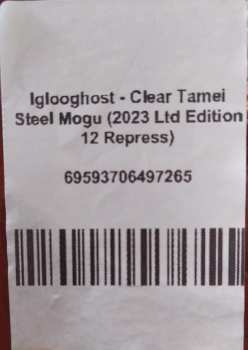 Iglooghost - Clear Tamei
Steel Mogu (2023 Ltd Edition
12 Repress)
69593706497265